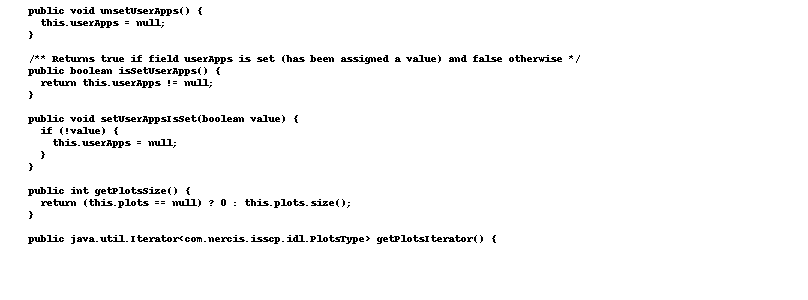 public void unsetUserApps() {
this.userApps = null;
}
/** Returns true if field userApps is set (has been assigned a value) and false otherwise */
public boolean isSetUserApps() {
return this.userApps != null;
}
public void setUserAppsIsSet(boolean value) {
if (!value) {
this.userApps = null;
}
}
public int getPlotsSize() {
return (this.plots == null) ? 0 : this.plots.size();
}
public java.util.Iterator<com.nercis.isscp.idl.PlotsType> getPlotsIterator() {